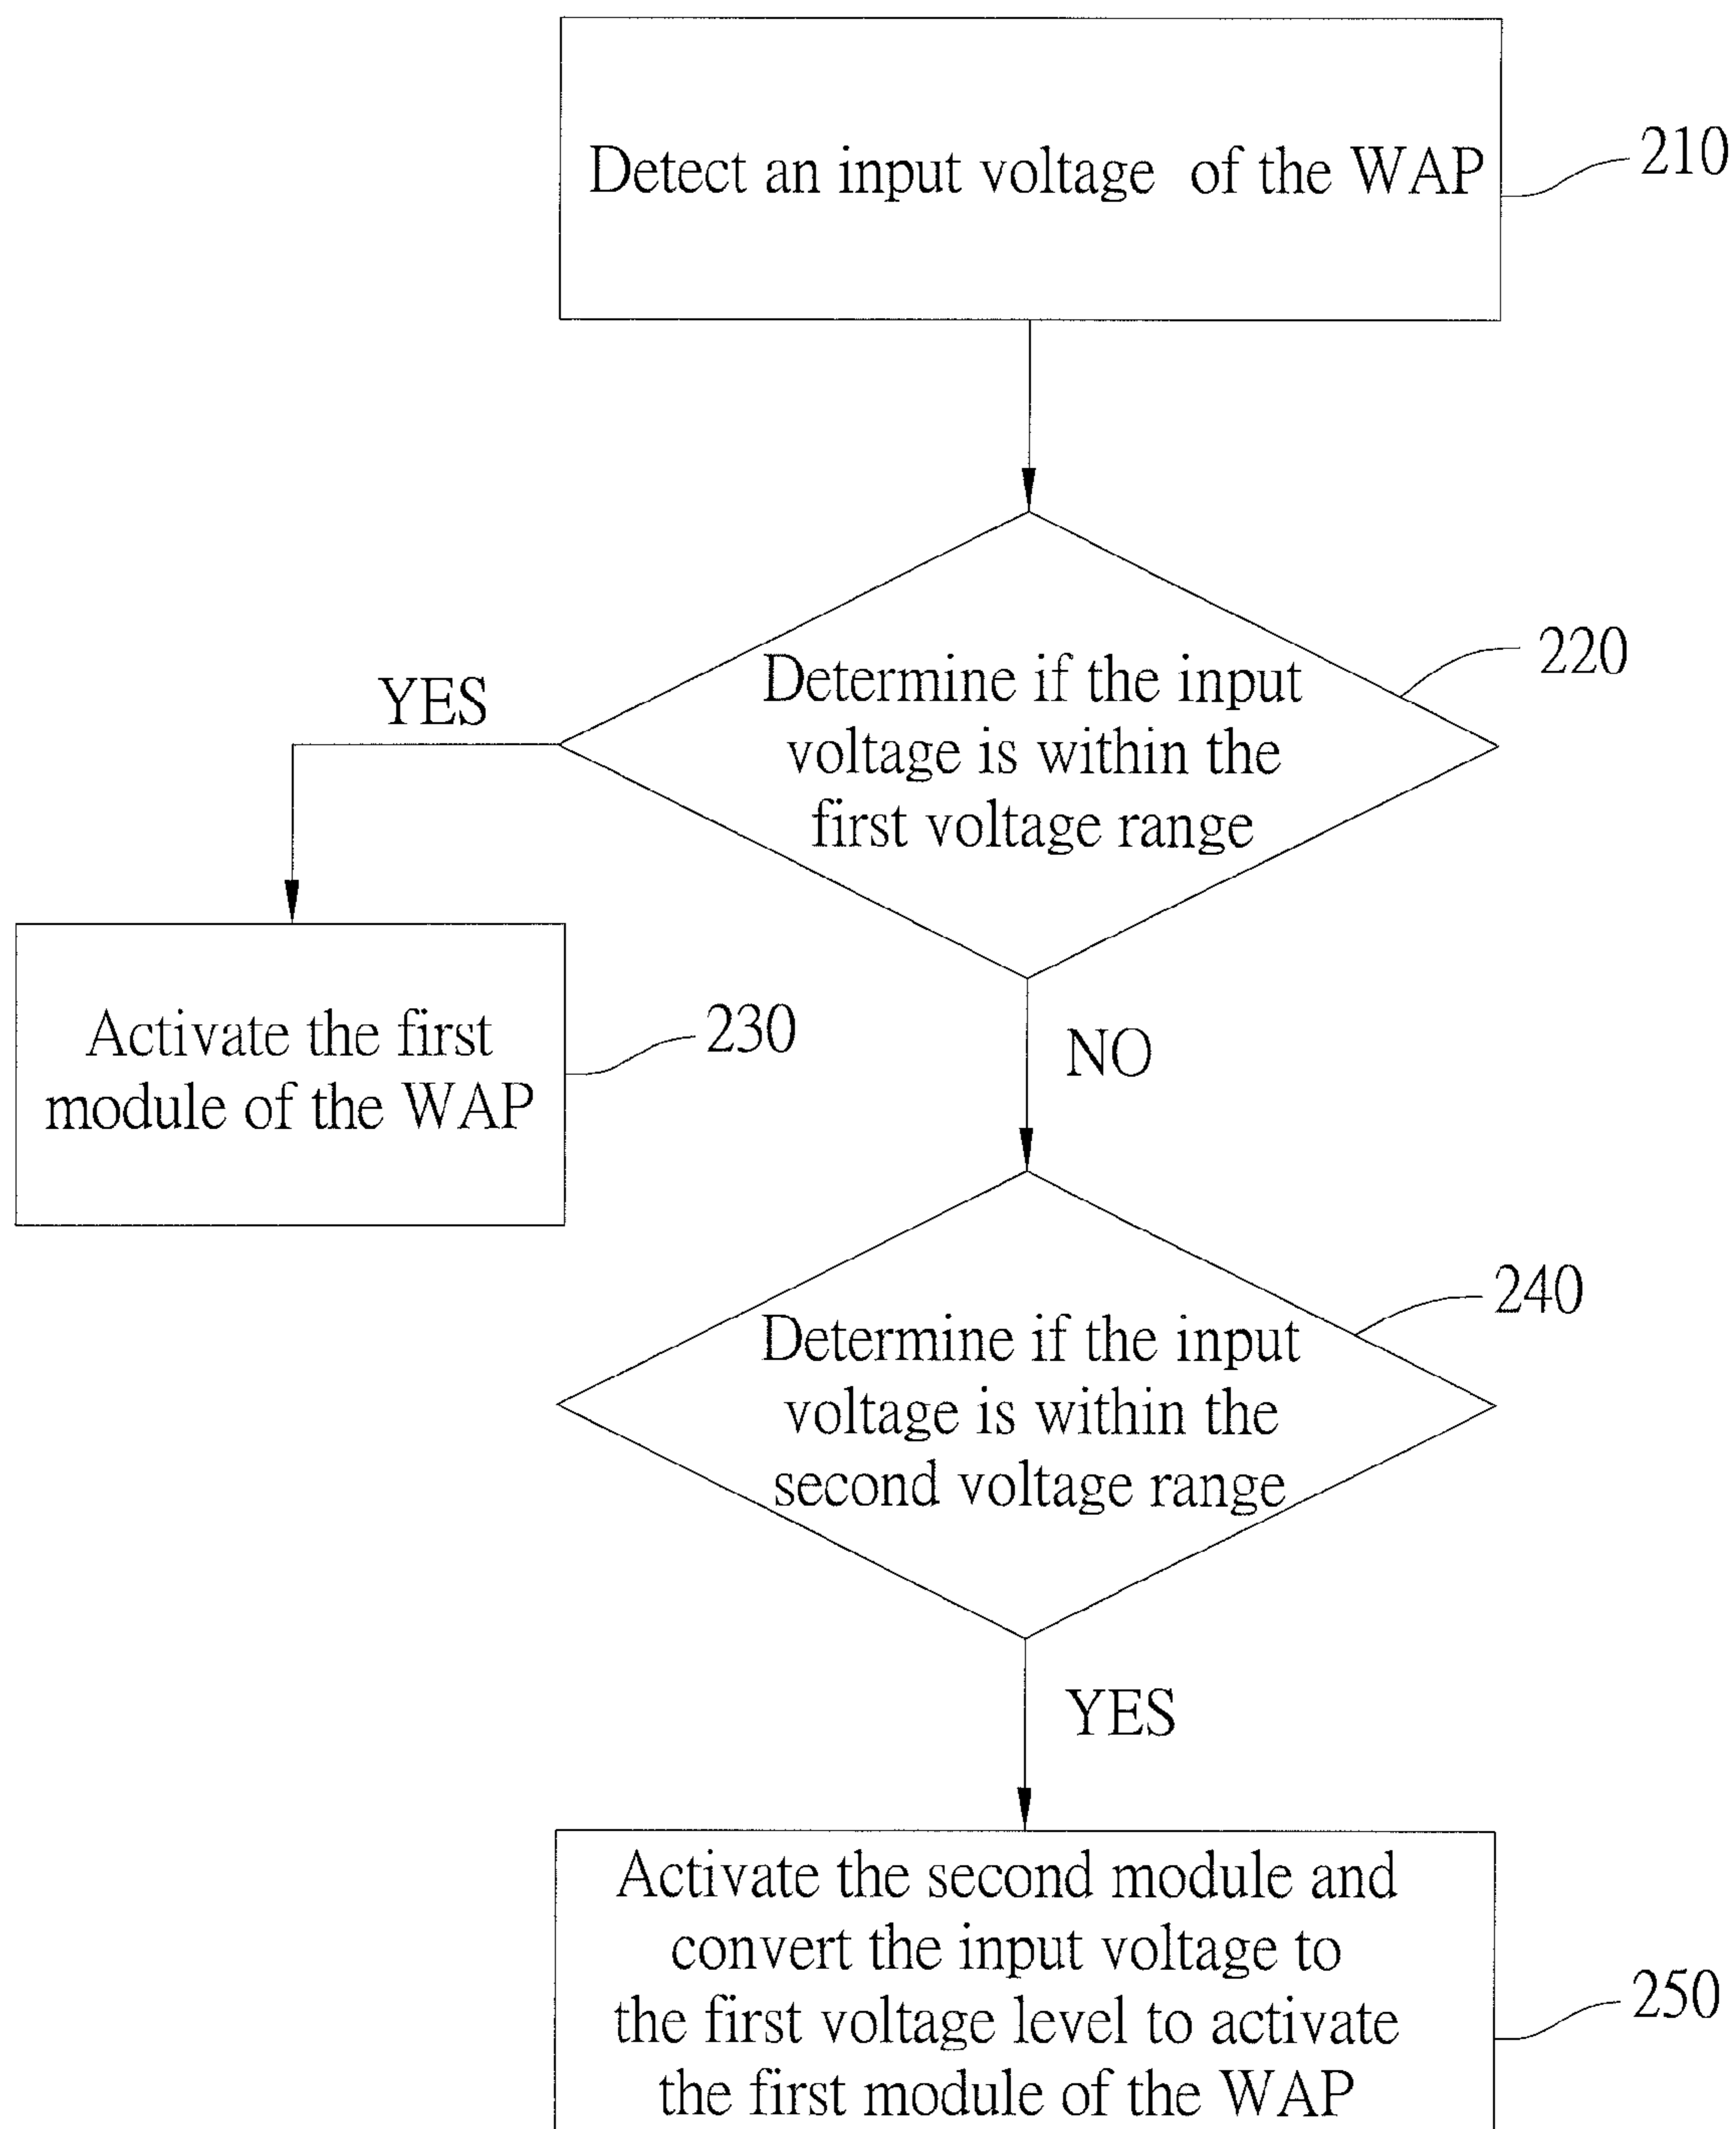 Detect an input voltage of the WAP
210
220
Determine if the input
voltage is within the
first voltage range
YES
Activate the first
module of the WAP
230
NO
240
Determine if the input
voltage is within the
second voltage range
YES
Activate the second module and
convert the input voltage to
the first voltage level to activate
the first module of the WAP
250